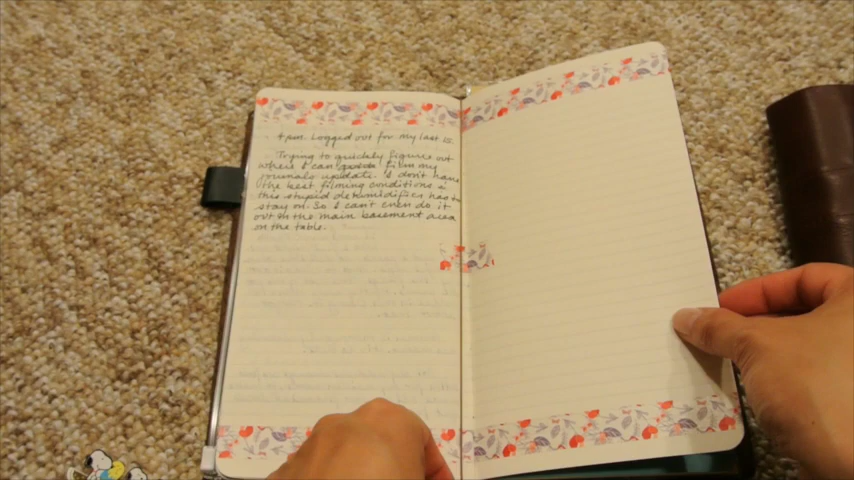 4pm. Logged out for my last 15.
Trying to quickly figure out
where I can film my
journals update. I don't have
the best filming conditions &
this stupid dehumidifier has to
stay on. So I can't even do it
out in the main basement area
on the table.